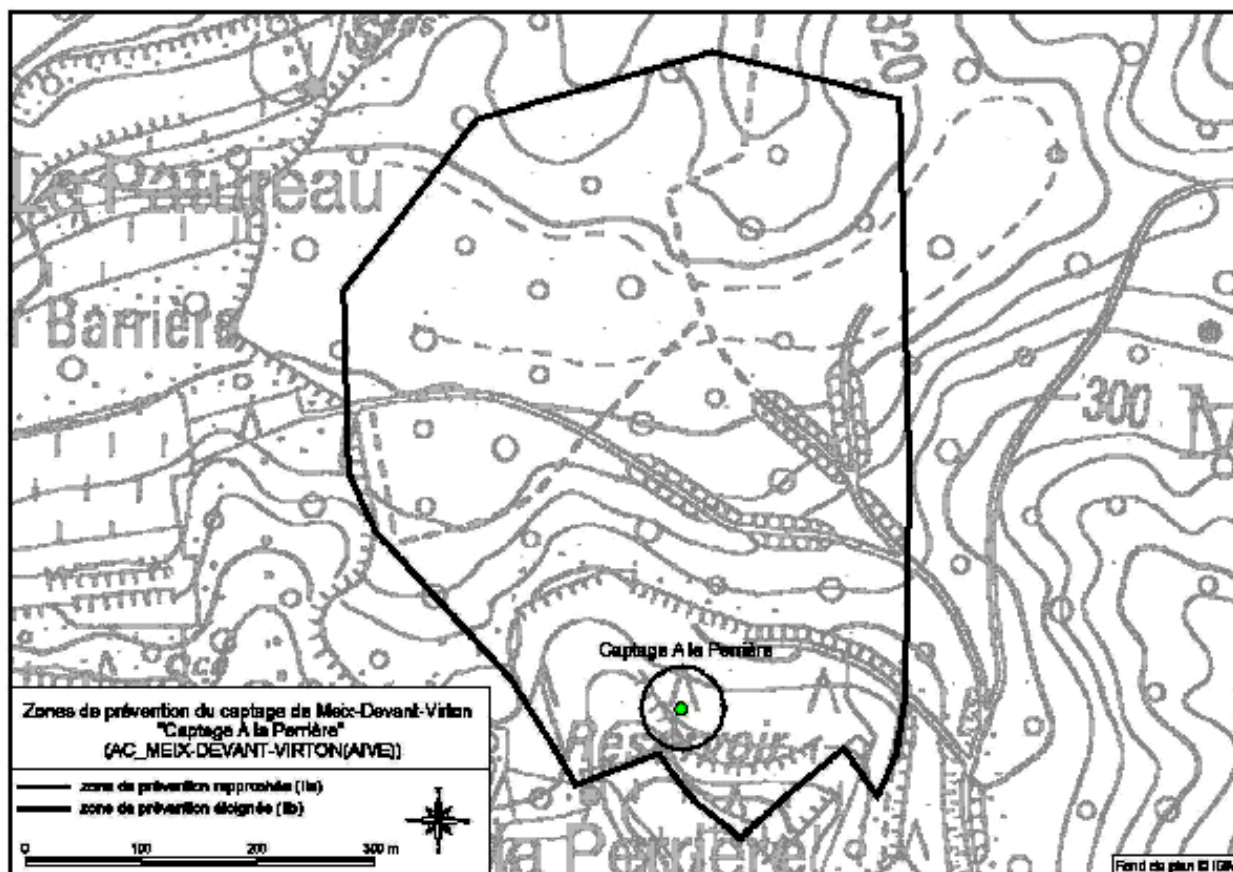 320
Le Pâtureau
Barrière
300
Captage A la Perrière
Réservoir
la Perrière
Zones de prévention du captage de Meix-Devant-Virton
"Captage A la Perrière"
(AC_MEIX-DEVANT-VIRTON(AIVE))
zone de prévention rapprochée (IIa)
zone de prévention éloignée (IIb)
0 100 200 300 m
Fond de plan © IGN